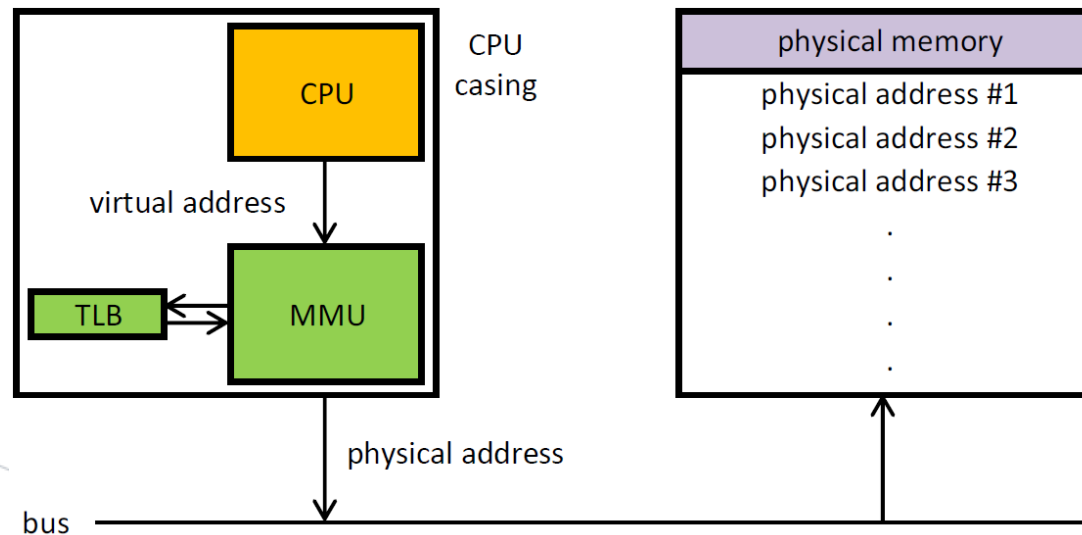 CPU
casing
CPU
virtual address
TLB
MMU
physical address
bus
physical memory
physical address #1
physical address #2
physical address #3
.
.
.
.